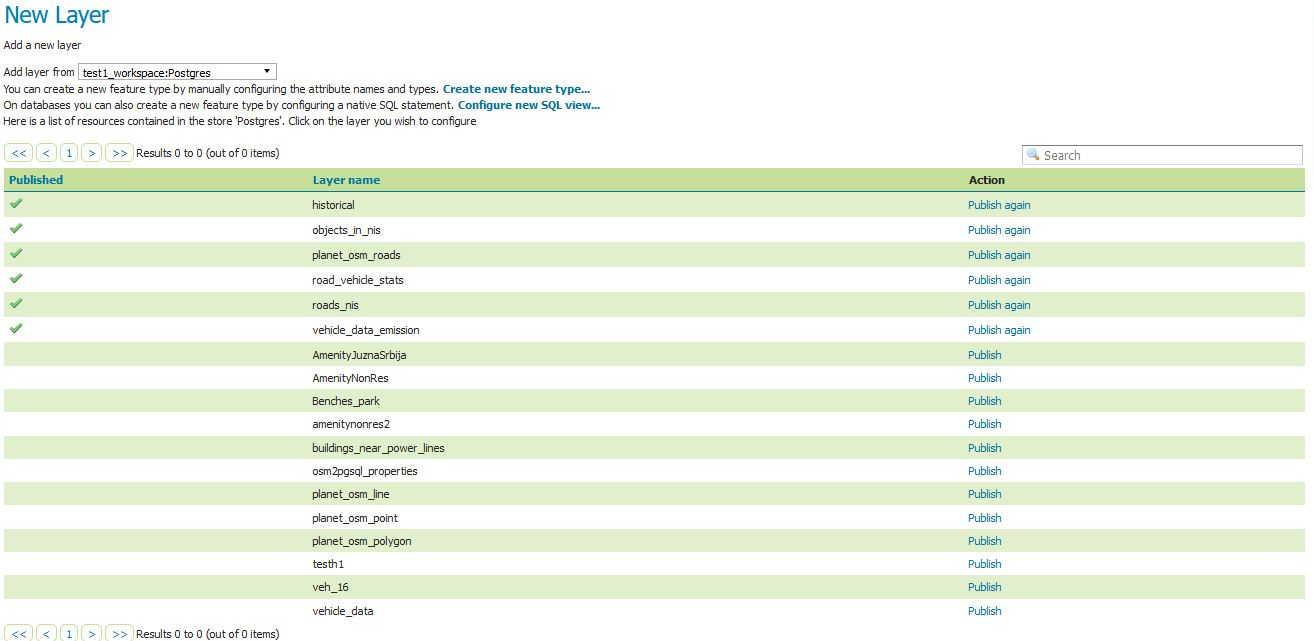 New Layer
Add a new layer
Add layer from test1_workspace:Postgres
You can create a new feature type by manually configuring the attribute names and types. Create new feature type...
On databases you can also create a new feature type by configuring a native SQL statement. Configure new SQL view...
Here is a list of resources contained in the store 'Postgres'. Click on the layer you wish to configure
<< < 1 > >> Results 0 to 0 (out of 0 items) Search
Published Layer name Action
historical Publish again
objects_in_nis Publish again
planet_osm_roads Publish again
road_vehicle_stats Publish again
roads_nis Publish again
vehicle_data_emission Publish again
AmenityJuznaSrbija Publish
AmenityNonRes Publish
Benches_park Publish
amenitynonres2 Publish
buildings_near_power_lines Publish
osm2pgsql_properties Publish
planet_osm_line Publish
planet_osm_point Publish
planet_osm_polygon Publish
testh1 Publish
veh_16 Publish
vehicle_data Publish
<< < 1 > >> Results 0 to 0 (out of 0 items)